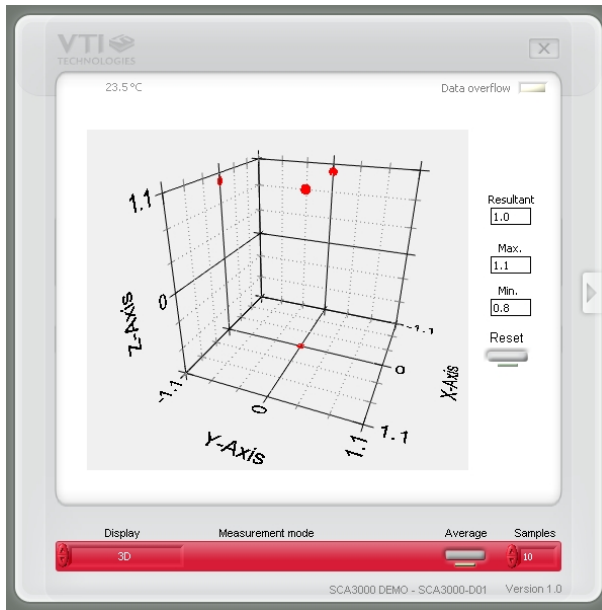 VTI
TECHNOLOGIES
23.5 °C
Data overflow
1.1
0
Z-Axis
-1.1
0
1.1
Y-Axis
-1.1
0
1.1
X-Axis
Resultant
1.0
Max.
1.1
Min.
0.8
Reset
Display
Measurement mode
Average
Samples
3D
10
SCA3000 DEMO - SCA3000-D01
Version 1.0